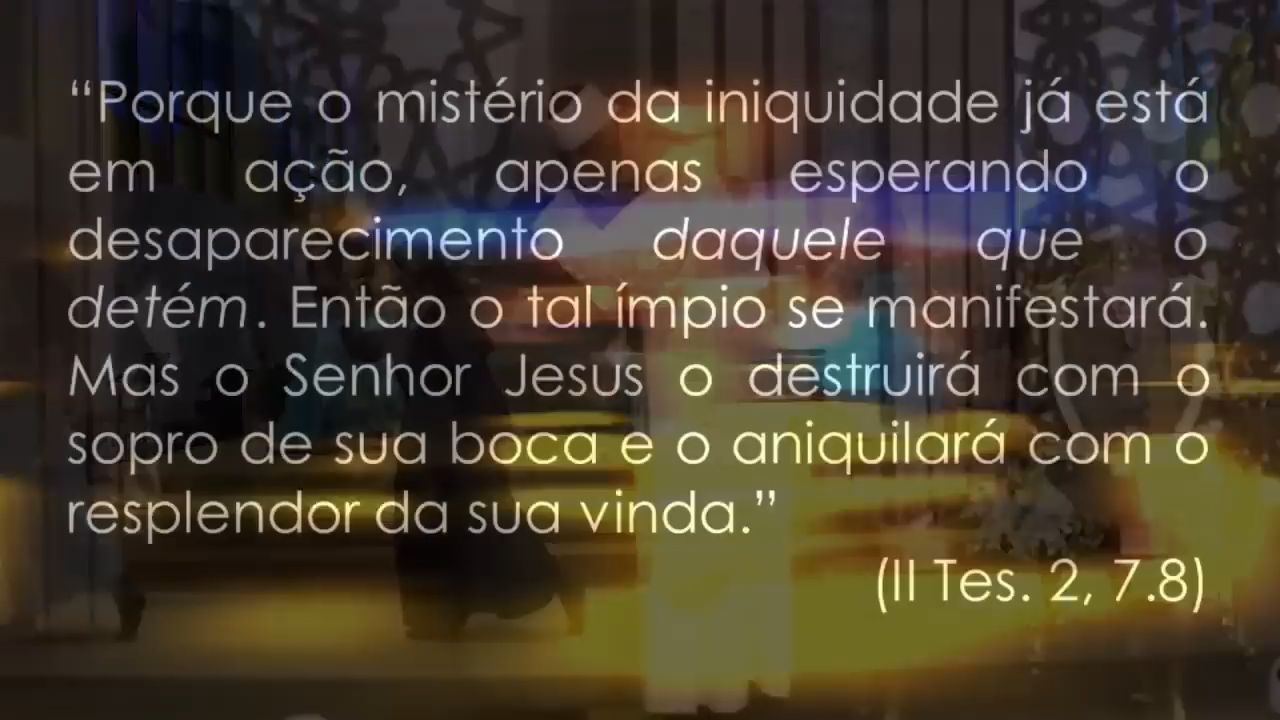 “Porque o mistério da iniquidade já está
em ação, apenas esperando o
desaparecimento daquele que o
detém. Então o tal ímpio se manifestará.
Mas o Senhor Jesus o destruirá com o
sopro de sua boca e o aniquilará com o
resplendor da sua vinda.”
(II Tes. 2, 7.8)